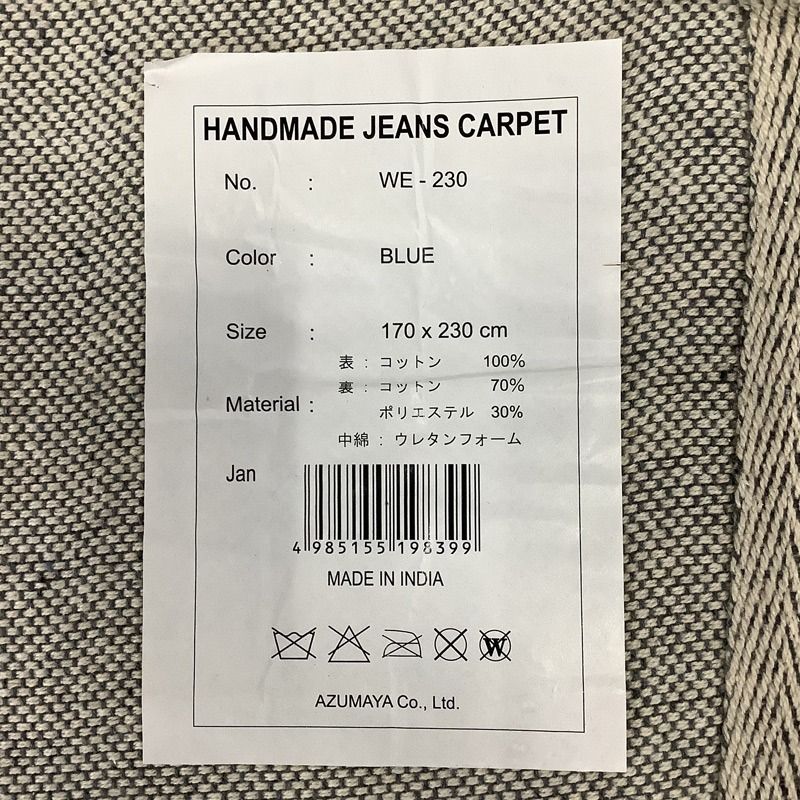 HANDMADE JEANS CARPET
No. : WE - 230
Color : BLUE
Size : 170 x 230 cm
表 : コットン 100%
裏 : コットン 70%
Material : ポリエステル 30%
中綿 : ウレタンフォーム
Jan
4 985155 198399
MADE IN INDIA
W
AZUMAYA Co., Ltd.